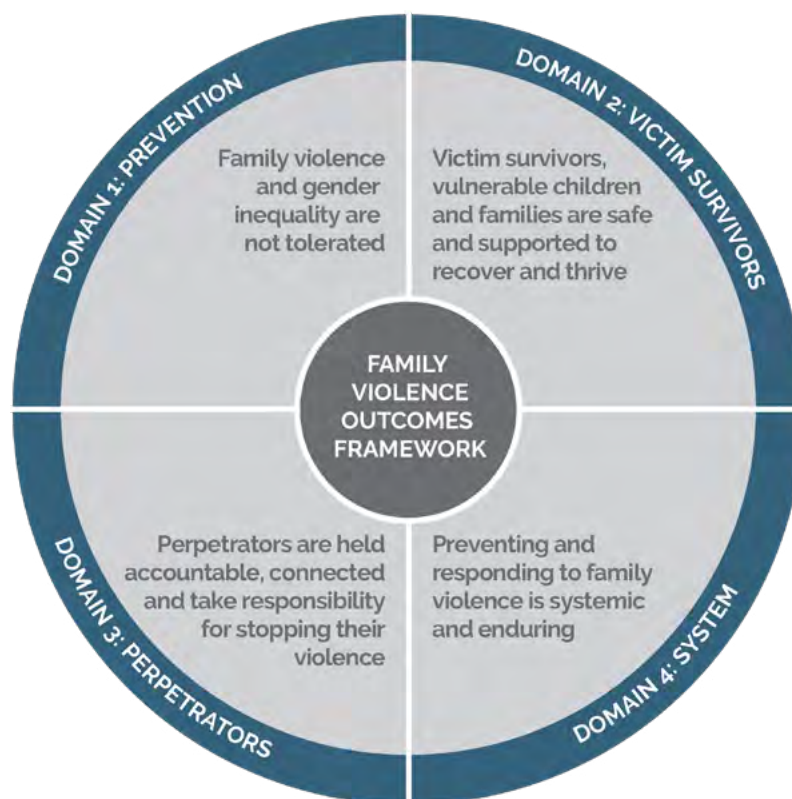 DOMAIN 1: PREVENTION
Family violence
and gender
inequality are
not tolerated
DOMAIN 2: VICTIM SURVIVORS
Victim survivors,
vulnerable children
and families are safe
and supported to
recover and thrive
FAMILY
VIOLENCE
OUTCOMES
FRAMEWORK
DOMAIN 3: PERPETRATORS
Perpetrators are held
accountable, connected
and take responsibility
for stopping their
violence
DOMAIN 4: SYSTEM
Preventing and
responding to family
violence is systemic
and enduring